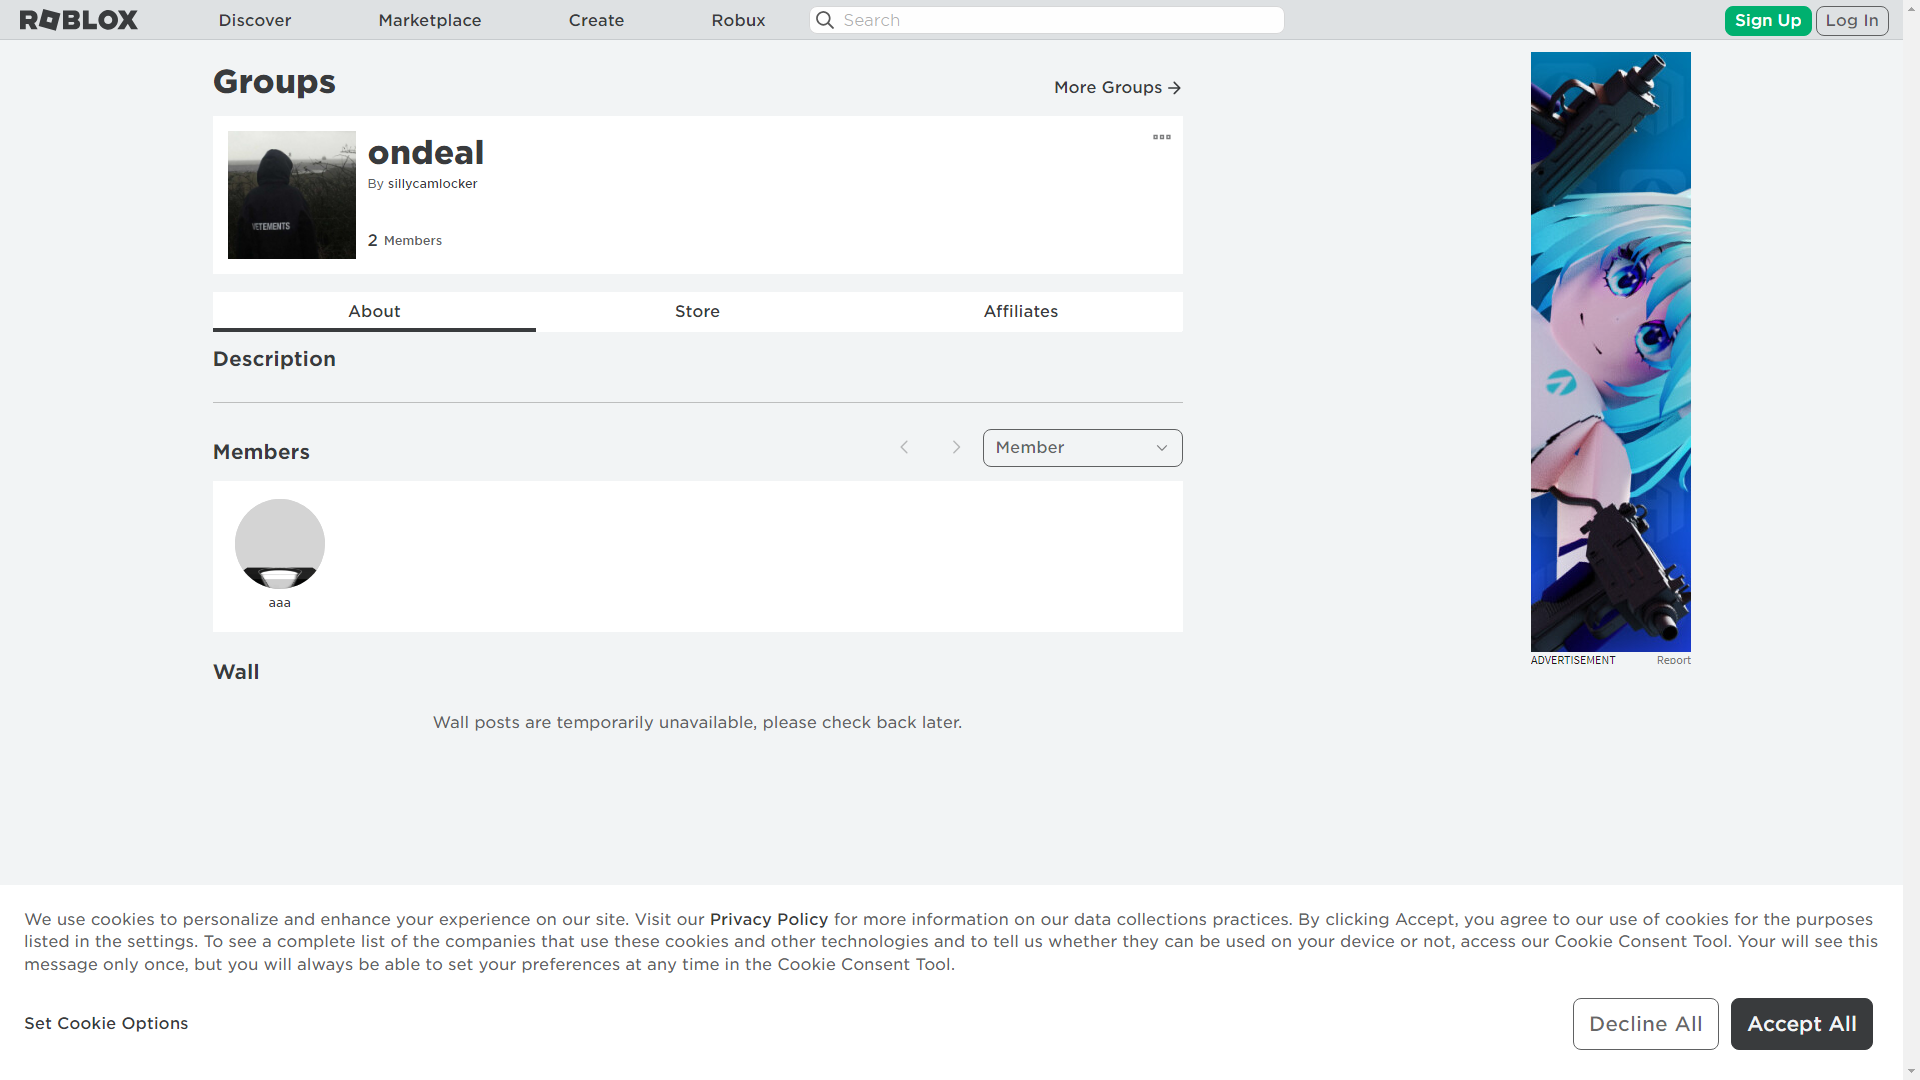 ROBLOX
Discover
Marketplace
Create
Robux
Search
Sign Up
Log In
Groups
More Groups
VETEMENTS
ondeal
By sillycamlocker
2 Members
About
Store
Affiliates
Description
Members
Member
aaa
Wall
Wall posts are temporarily unavailable, please check back later.
ADVERTISEMENT
Report
We use cookies to personalize and enhance your experience on our site. Visit our Privacy Policy for more information on our data collections practices. By clicking Accept, you agree to our use of cookies for the purposes
listed in the settings. To see a complete list of the companies that use these cookies and other technologies and to tell us whether they can be used on your device or not, access our Cookie Consent Tool. Your will see this
message only once, but you will always be able to set your preferences at any time in the Cookie Consent Tool.
Set Cookie Options
Decline All
Accept All